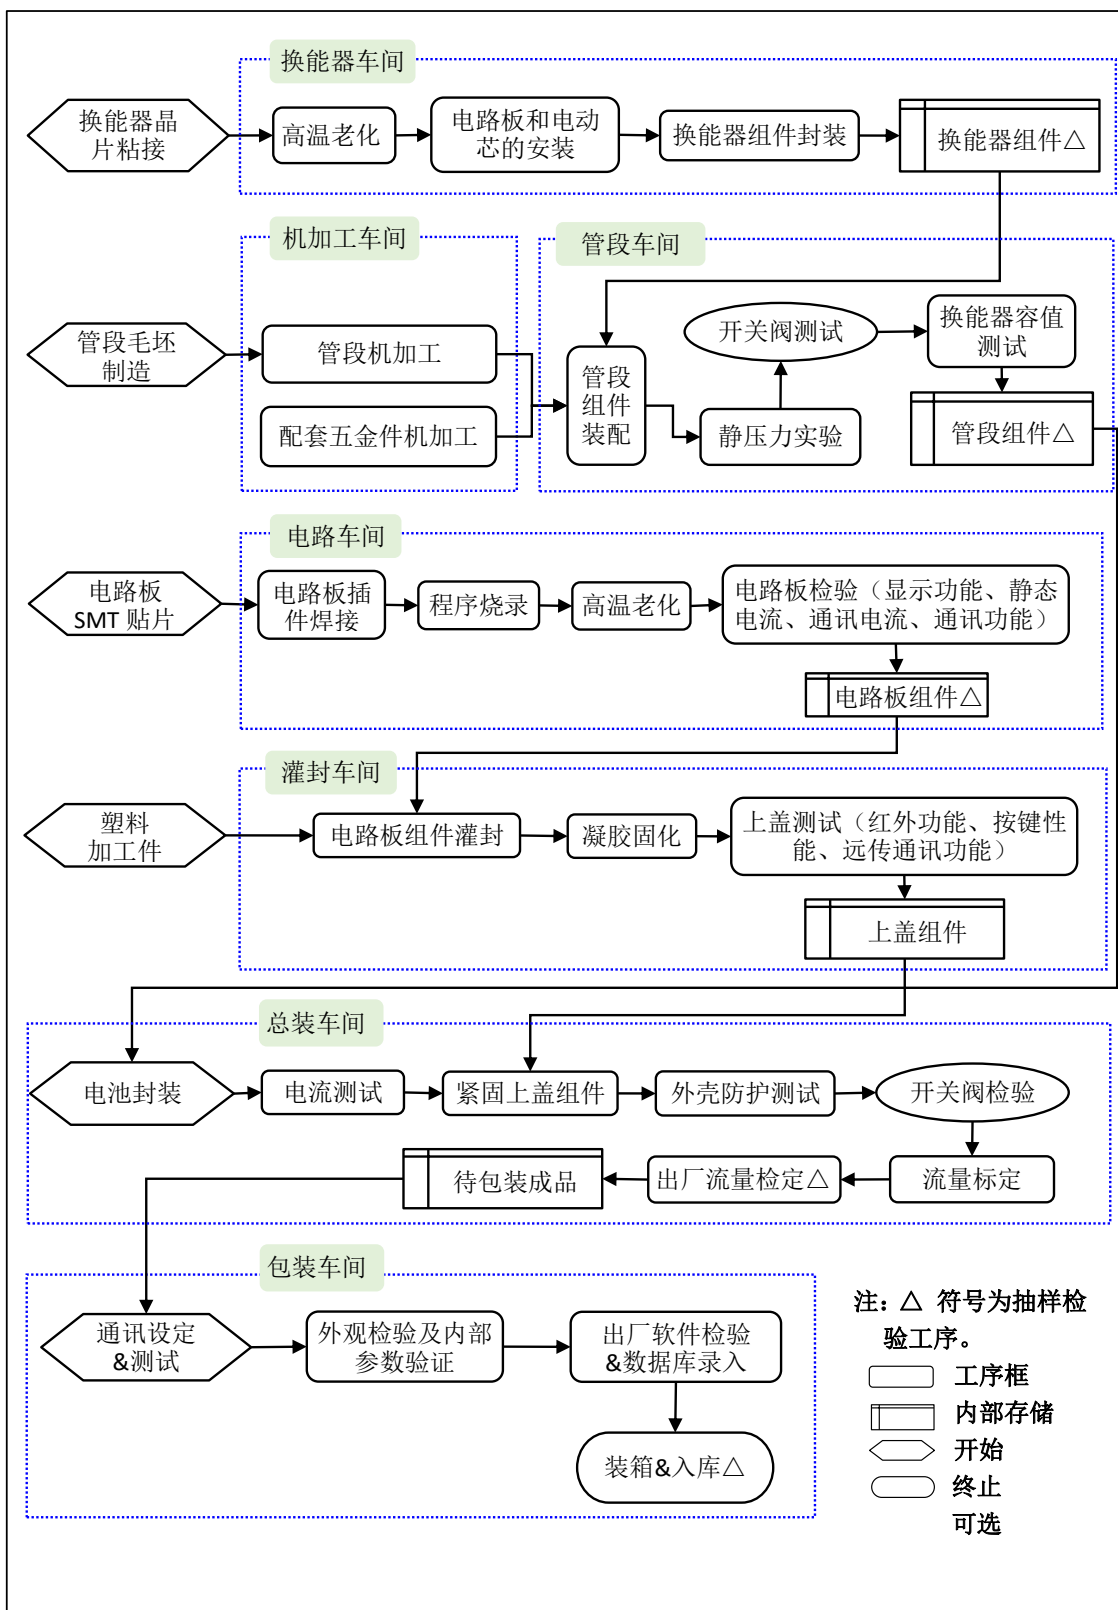 换能器车间
换能器晶
片粘接
高温老化
电路板和电动
芯的安装
换能器组件封装
换能器组件△
机加工车间
管段车间
管段毛坯
制造
管段机加工
配套五金件机加工
管段
组件
装配
静压力实验
开关阀测试
换能器容值
测试
管段组件△
电路车间
电路板
SMT 贴片
电路板插
件焊接
程序烧录
高温老化
电路板检验（显示功能、静态
电流、通讯电流、通讯功能）
电路板组件△
灌封车间
塑料
加工件
电路板组件灌封
凝胶固化
上盖测试（红外功能、按键性
能、远传通讯功能）
上盖组件
总装车间
电池封装
电流测试
紧固上盖组件
外壳防护测试
开关阀检验
流量标定
出厂流量检定△
待包装成品
包装车间
通讯设定
&测试
外观检验及内部
参数验证
出厂软件检验
&数据库录入
装箱&入库△
注：△ 符号为抽样检
验工序。
工序框
内部存储
开始
终止
可选